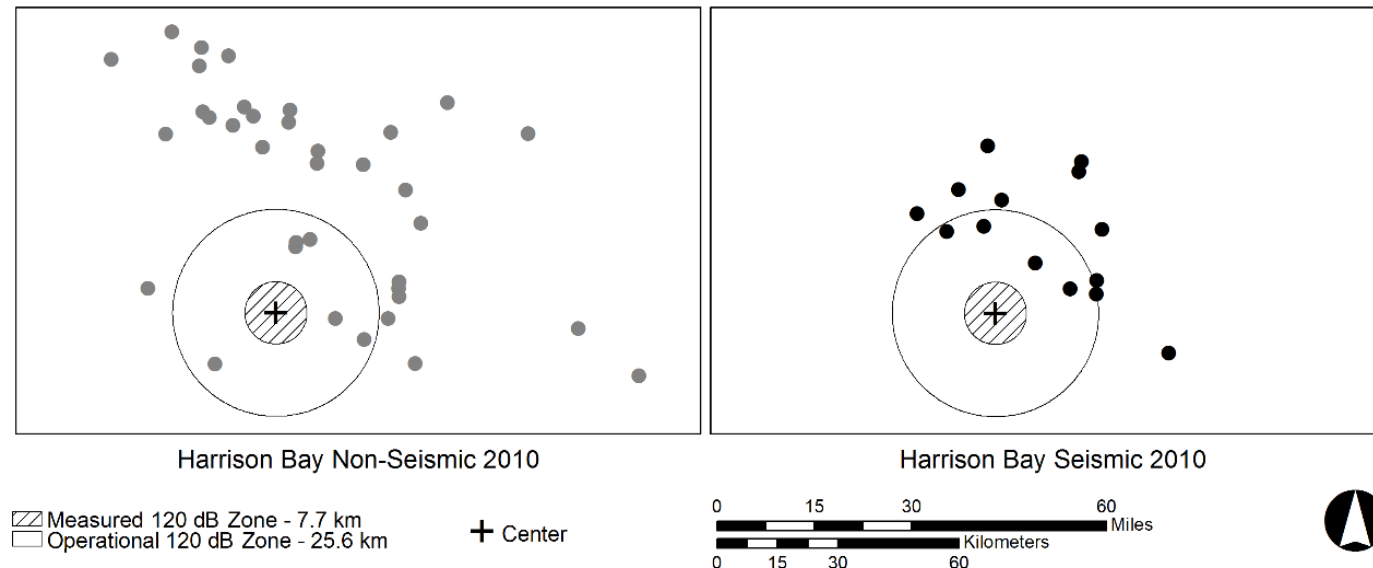 Harrison Bay Non-Seismic 2010
Harrison Bay Seismic 2010
Measured 120 dB Zone - 7.7 km
Operational 120 dB Zone - 25.6 km
Center
0 15 30 60
Miles
Kilometers
0 15 30 60